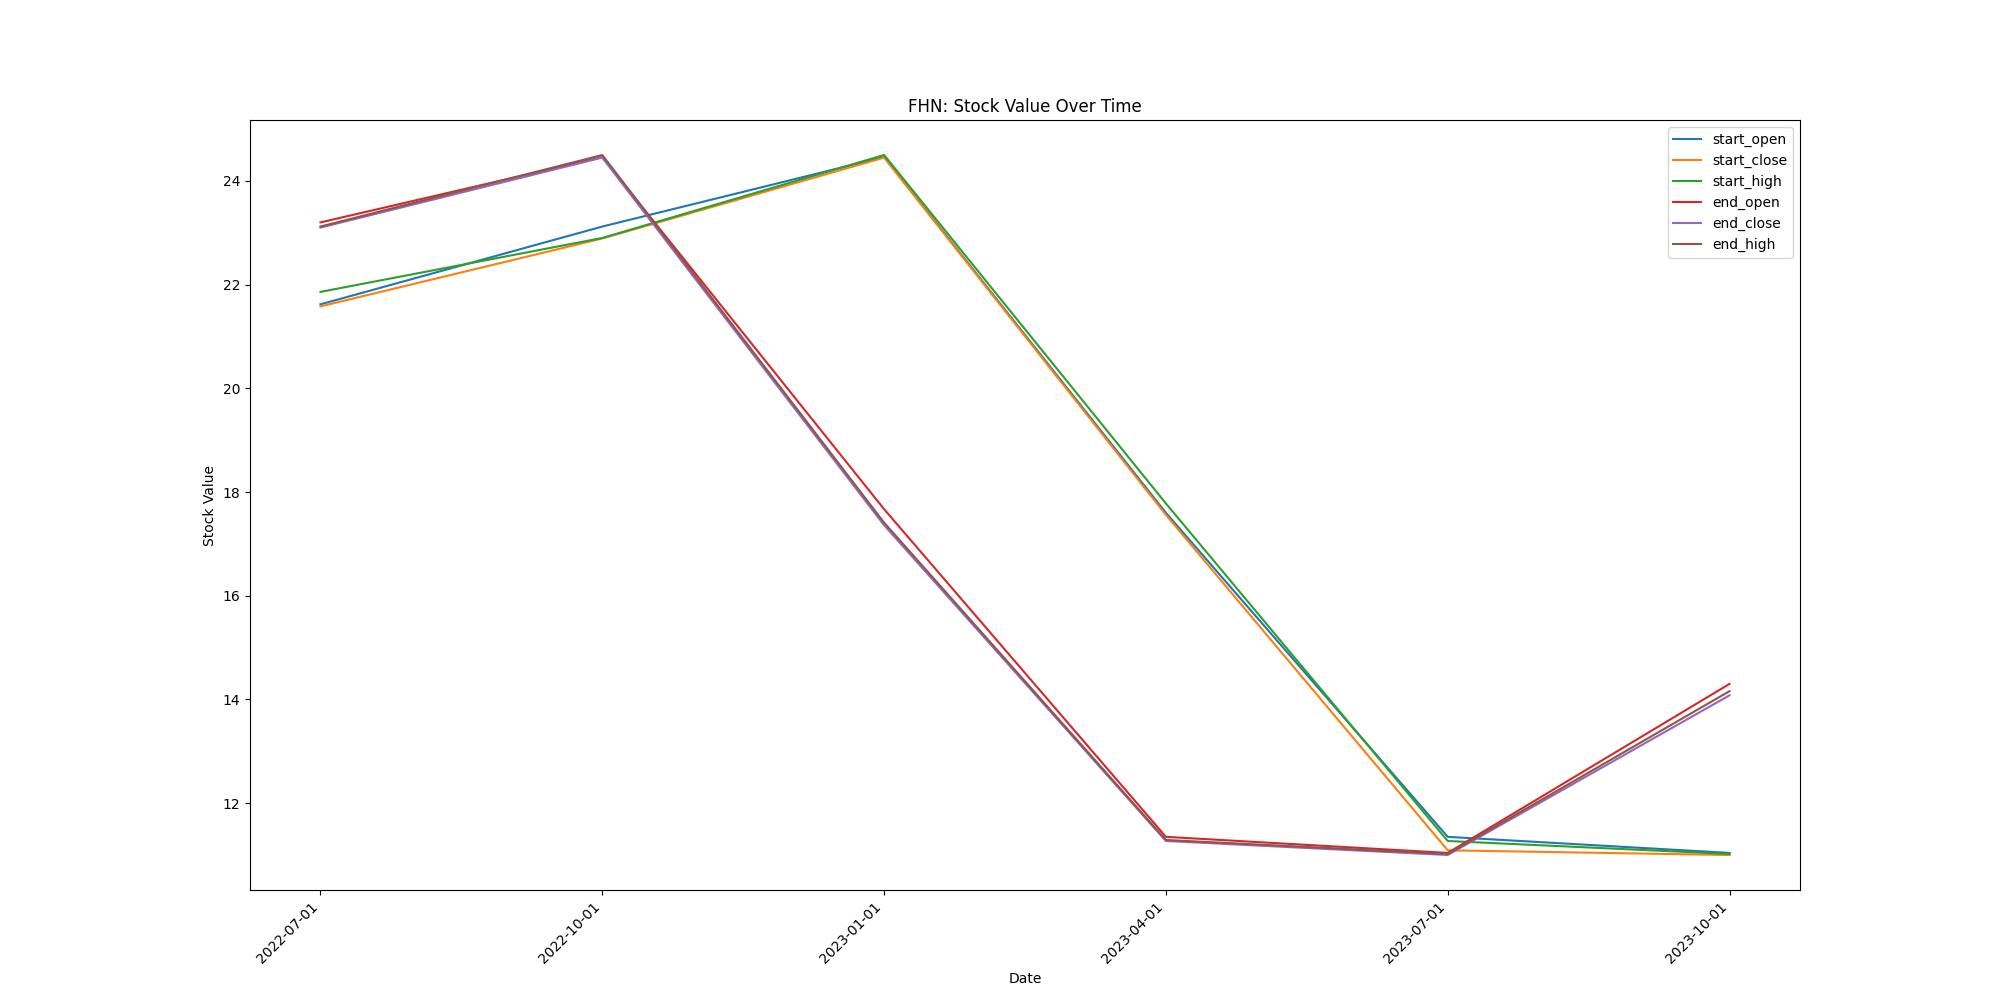 FHN: Stock Value Over Time
start_open
start_close
start_high
end_open
end_close
end_high
Stock Value
24
22
20
18
16
14
12
2022-07-01
2022-10-01
2023-01-01
2023-04-01
2023-07-01
2023-10-01
Date